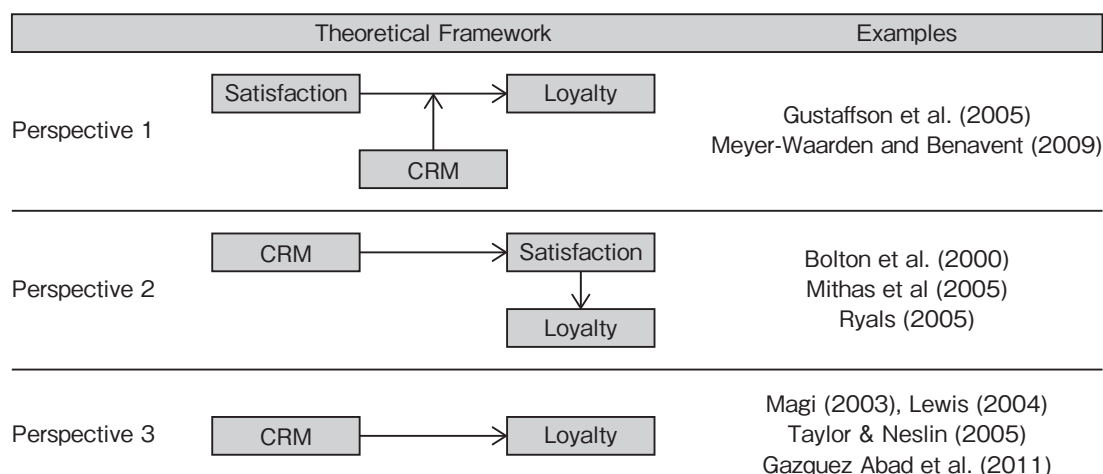 Theoretical Framework Examples
Perspective 1
Satisfaction Loyalty
CRM
Gustaffson et al. (2005)
Meyer-Waarden and Benavent (2009)
Perspective 2
CRM Satisfaction
Loyalty
Bolton et al. (2000)
Mithas et al (2005)
Ryals (2005)
Perspective 3
CRM Loyalty
Magi (2003), Lewis (2004)
Taylor & Neslin (2005)
Gazquez Abad et al. (2011)